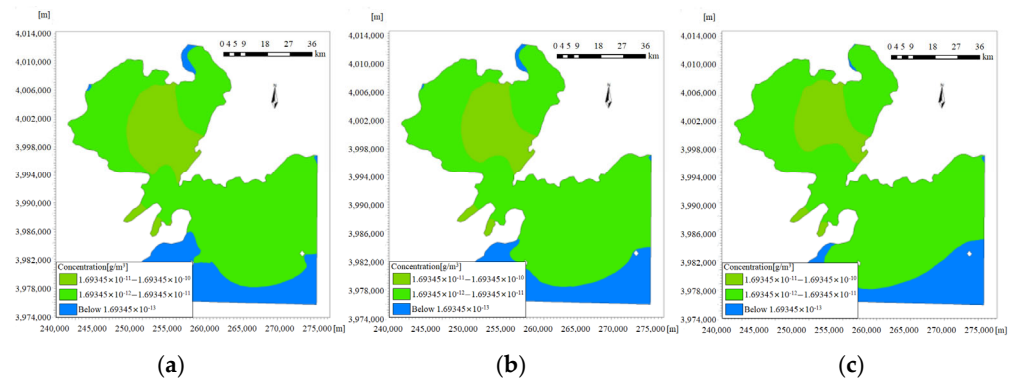 [m]
4,014,000
4,010,000
4,006,000
4,002,000
3,998,000
3,994,000
3,990,000
3,986,000
3,982,000
3,978,000
3,974,000
0 4 5 9 18 27 36
km
Concentration[g/m³]
1.69345×10⁻¹¹−1.69345×10⁻¹⁰
1.69345×10⁻¹²−1.69345×10⁻¹¹
Below 1.69345×10⁻¹³
240,000 245,000 250,000 255,000 260,000 265,000 270,000 275,000 [m]
(a)
[m]
4,014,000
4,010,000
4,006,000
4,002,000
3,998,000
3,994,000
3,990,000
3,986,000
3,982,000
3,978,000
3,974,000
0 4 5 9 18 27 36
km
Concentration[g/m³]
1.69345×10⁻¹¹−1.69345×10⁻¹⁰
1.69345×10⁻¹²−1.69345×10⁻¹¹
Below 1.69345×10⁻¹³
240,000 245,000 250,000 255,000 260,000 265,000 270,000 275,000 [m]
(b)
[m]
4,014,000
4,010,000
4,006,000
4,002,000
3,998,000
3,994,000
3,990,000
3,986,000
3,982,000
3,978,000
3,974,000
0 4 5 9 18 27 36
km
Concentration[g/m³]
1.69345×10⁻¹¹−1.69345×10⁻¹⁰
1.69345×10⁻¹²−1.69345×10⁻¹¹
Below 1.69345×10⁻¹³
240,000 245,000 250,000 255,000 260,000 265,000 270,000 275,000 [m]
(c)